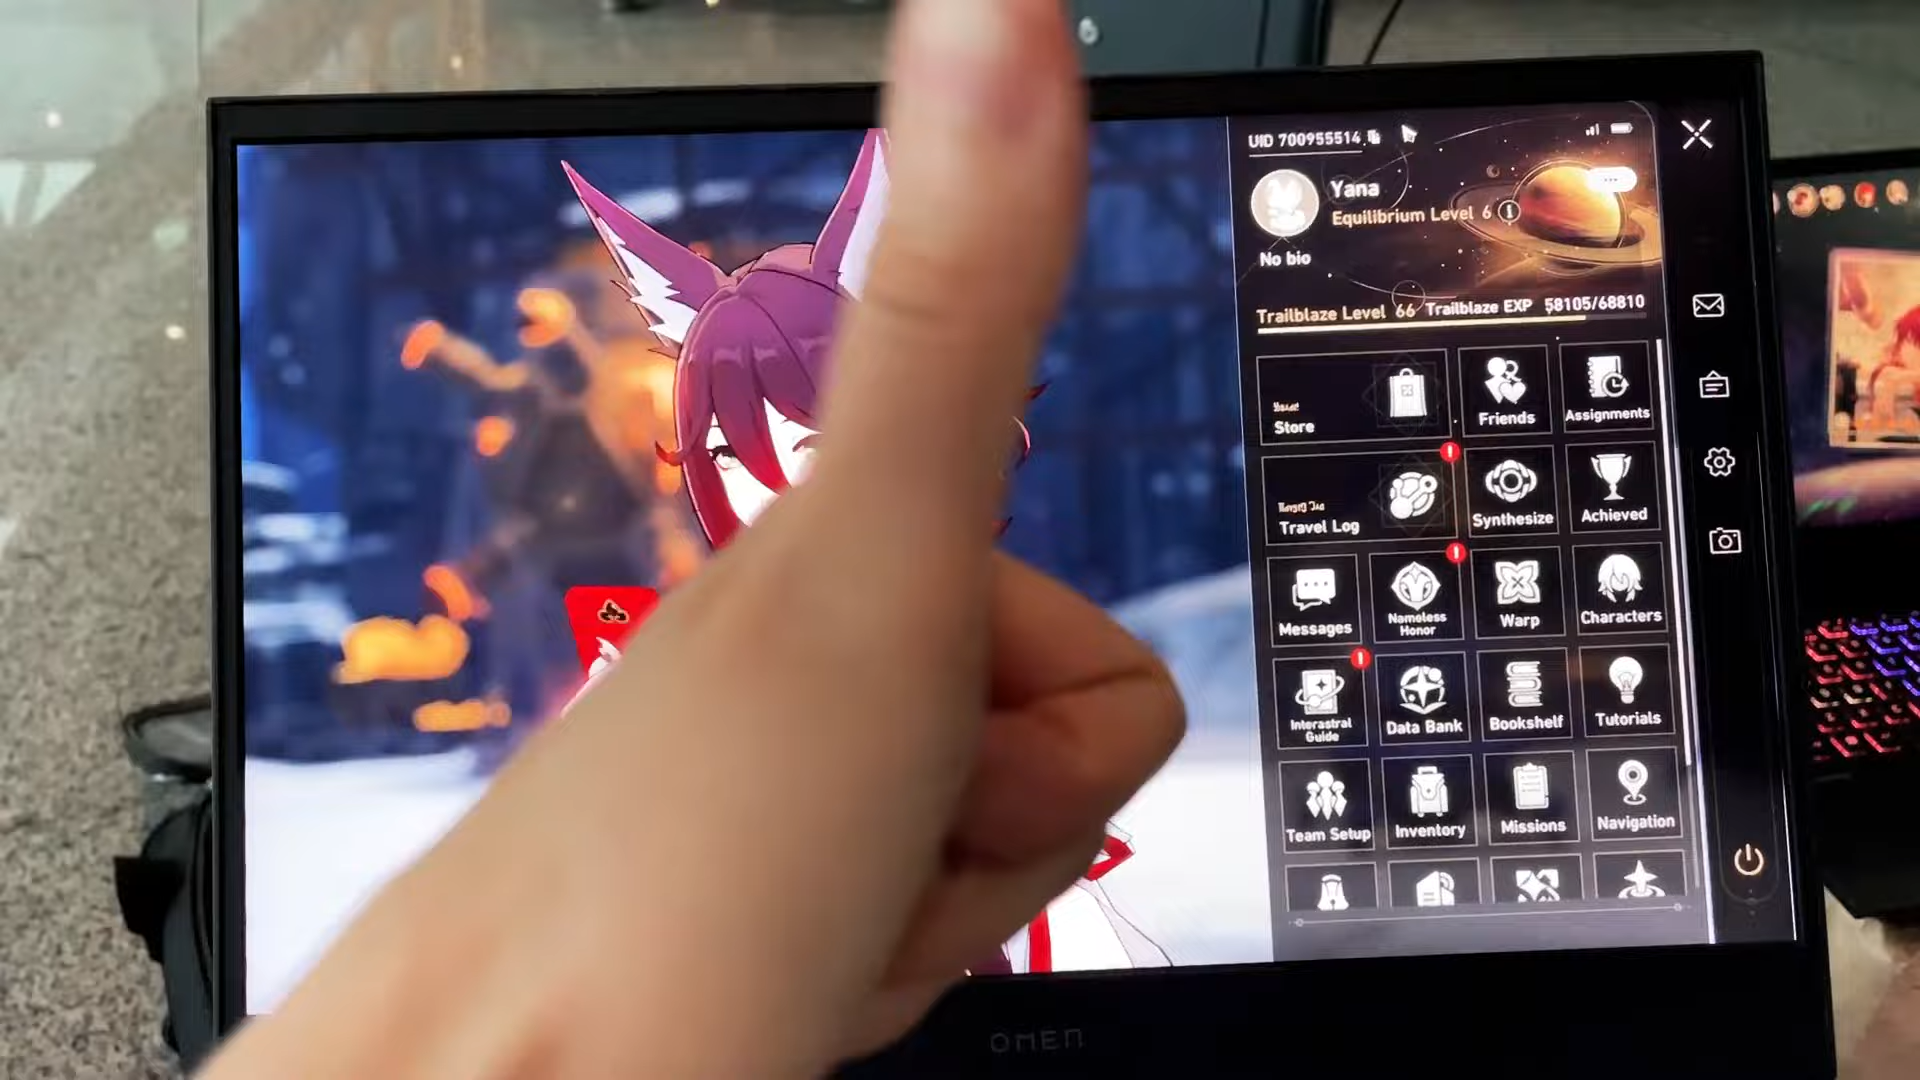 UID 700955514
Yana
Equilibrium Level 6
No bio
Trailblaze Level 66 Trailblaze EXP 58105/68810
Store
Friends
Assignments
Travel Log
Synthesize
Achieved
Messages
Nameless
Honor
Warp
Characters
Interastral
Guide
Data Bank
Bookshelf
Tutorials
Team Setup
Inventory
Missions
Navigation
OMEN